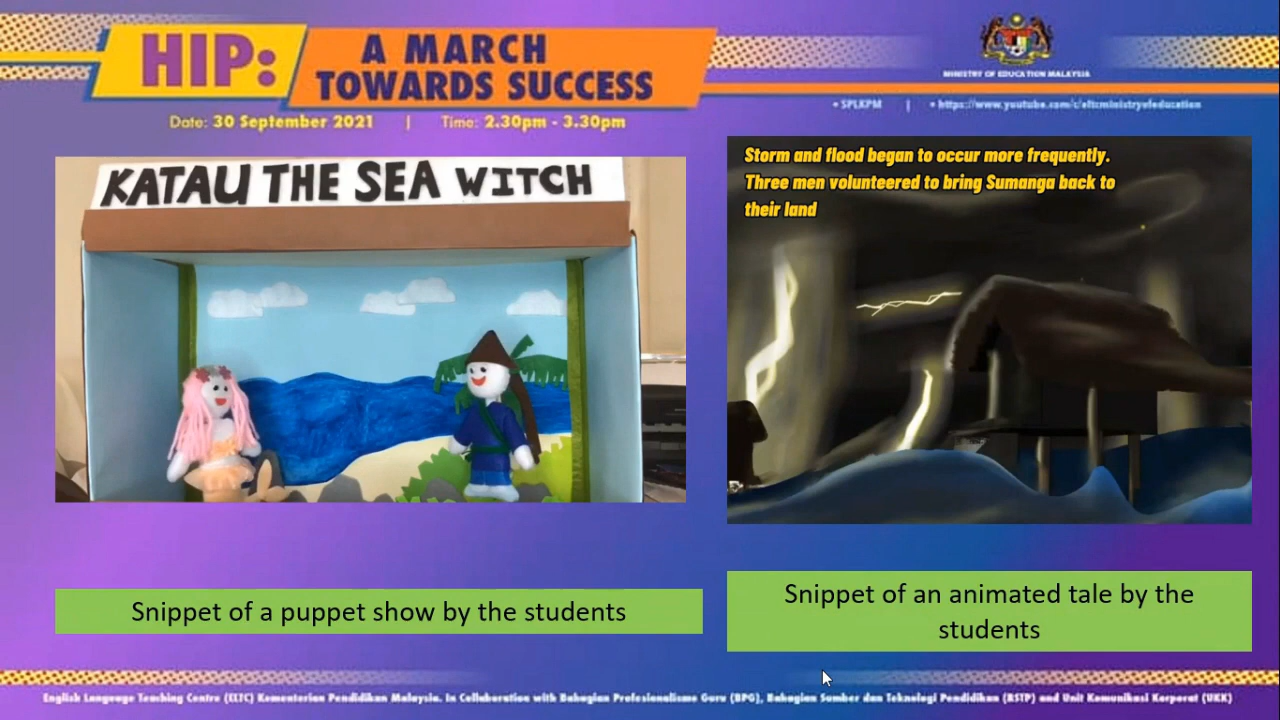 HIP:
A MARCH
TOWARDS SUCCESS
MINISTRY OF EDUCATION MALAYSIA
• SPLKPM | • https://www.youtube.com/c/eltcministryofeducation
Date: 30 September 2021 | Time: 2.30pm - 3.30pm
KATAU THE SEA WITCH
Storm and flood began to occur more frequently.
Three men volunteered to bring Sumanga back to
their land
Snippet of a puppet show by the students
Snippet of an animated tale by the
students
English Language Teaching Centre (ELTC) Kementerian Pendidikan Malaysia. In Collaboration with Bahagian Profesionalisme Guru (BPG), Bahagian Sumber dan Teknologi Pendidikan (BSTP) and Unit Komunikasi Korporat (UKK)